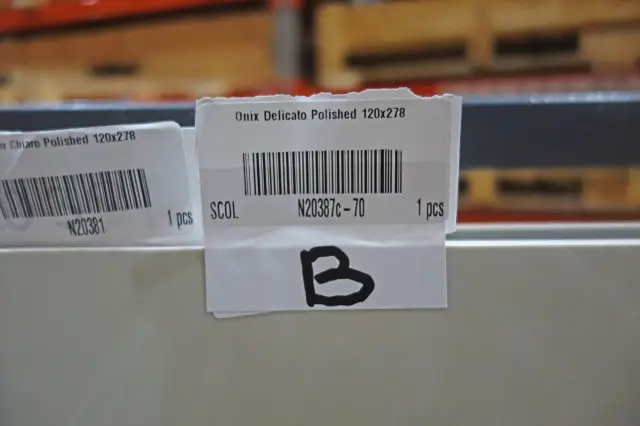 Onix Delicato Polished 120x278
SCOL N20387c-70 1 pcs
B
Chiaro Polished 120x278
N20381 1 pcs